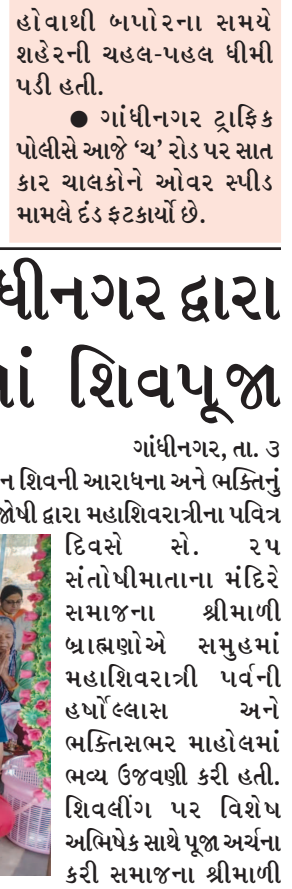 હોવાથી બપોરના સમયે
શહેરની ચહલ-પહલ ધીમી
પડી હતી.
● ગાંધીનગર ટ્રાફિક
પોલીસે આજે ‘ચ’ રોડ પર સાત
કાર ચાલકોને ઓવર સ્પીડ
મામલે દંડ ફટકાર્યો છે.
ધીનગર દ્વારા
શિવપૂજા
ગાંધીનગર, તા. ૩
ન શિવની આરાધના અને ભક્તિનું
જોષી દ્વારા મહાશિવરાત્રીના પવિત્ર
દિવસે સે. ૨૫
સંતોષીમાતાના મંદિરે
સમાજના શ્રીમાળી
બ્રાહ્મણોએ સમુહમાં
મહાશિવરાત્રી પર્વની
હર્ષોલ્લાસ અને
ભક્તિસભર માહોલમાં
ભવ્ય ઉજવણી કરી હતી.
શિવલીંગ પર વિશેષ
અભિષેક સાથે પૂજા અર્ચના
કરી સમાજના શ્રીમાળી